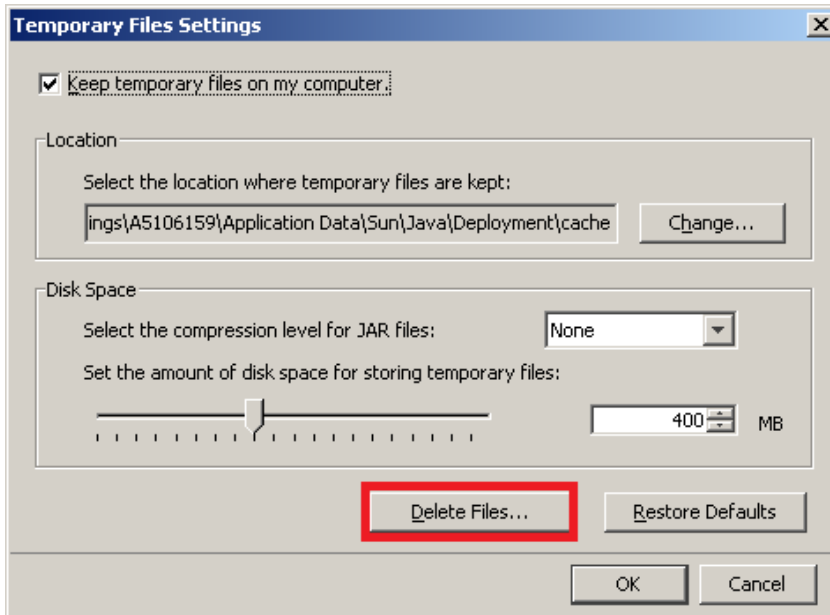 Temporary Files Settings
Keep temporary files on my computer.
Location
Select the location where temporary files are kept:
ings\A5106159\Application Data\Sun\Java\Deployment\cache
Change...
Disk Space
Select the compression level for JAR files:
None
Set the amount of disk space for storing temporary files:
400 MB
Delete Files...
Restore Defaults
OK
Cancel